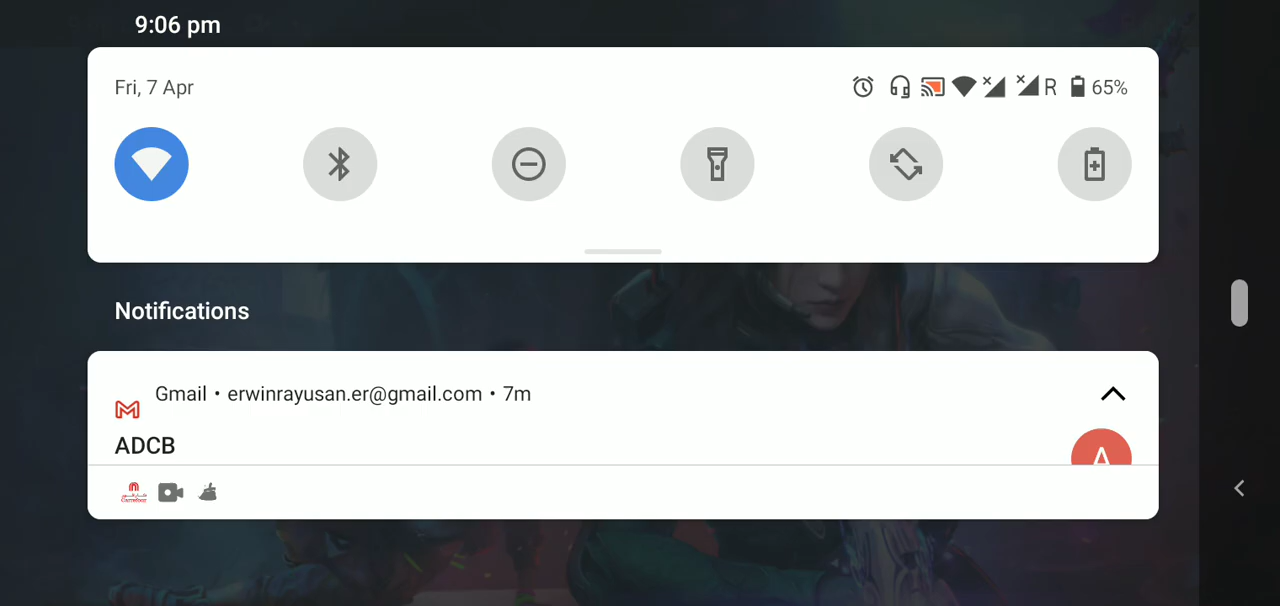 9:06 pm
Fri, 7 Apr
R 65%
Notifications
Gmail • erwinrayusan.er@gmail.com • 7m
ADCB
A